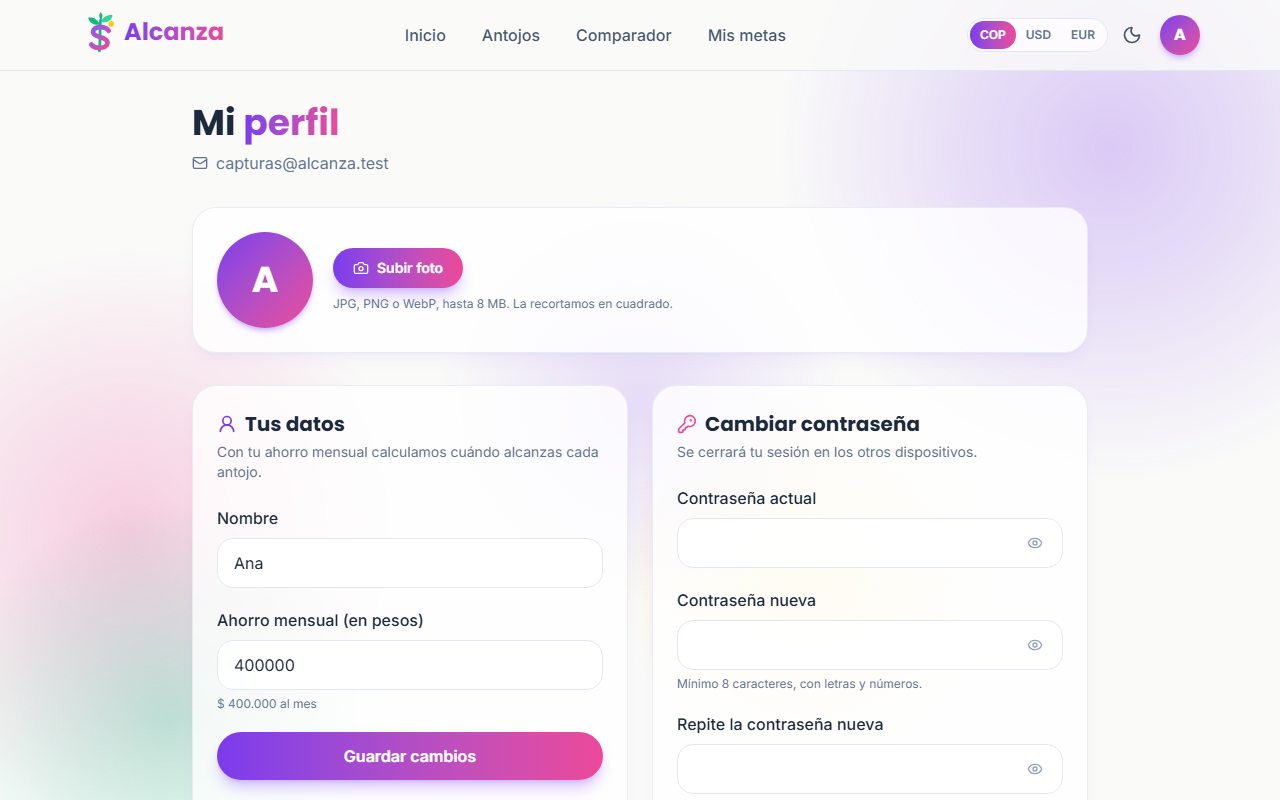 Alcanza
Inicio
Antojos
Comparador
Mis metas
COP
USD
EUR
A
Mi perfil
capturas@alcanza.test
A
Subir foto
JPG, PNG o WebP, hasta 8 MB. La recortamos en cuadrado.
Tus datos
Con tu ahorro mensual calculamos cuándo alcanzas cada
antojo.
Nombre
Ana
Ahorro mensual (en pesos)
400000
$ 400.000 al mes
Guardar cambios
Cambiar contraseña
Se cerrará tu sesión en los otros dispositivos.
Contraseña actual
Contraseña nueva
Mínimo 8 caracteres, con letras y números.
Repite la contraseña nueva